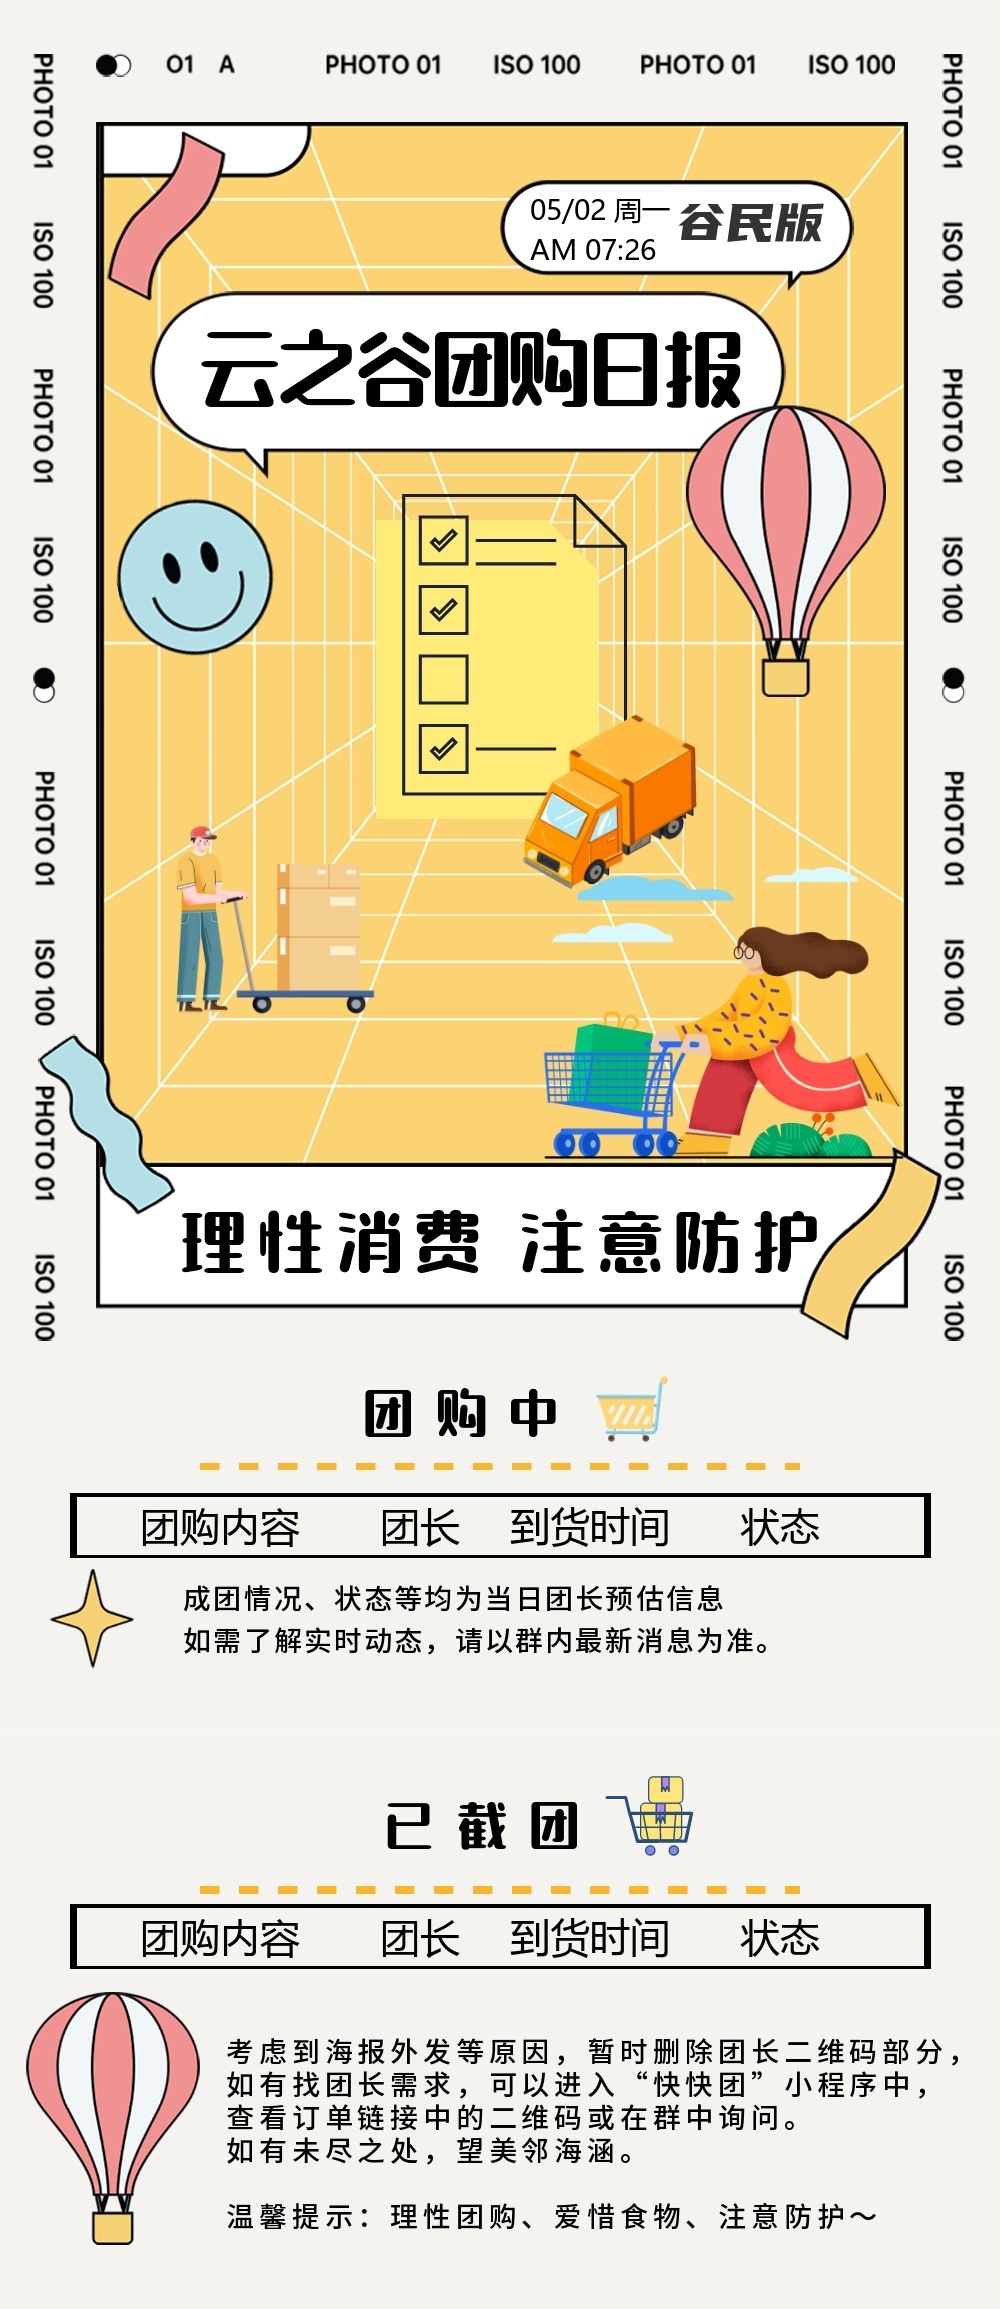 O1 A PHOTO 01 ISO 100 PHOTO 01 ISO 100
PHOTO 01 ISO 100 PHOTO 01 ISO 100 PHOTO 01 ISO 100 PHOTO 01 ISO 100
PHOTO 01 ISO 100 PHOTO 01 ISO 100 PHOTO 01 ISO 100 PHOTO 01 ISO 100
05/02 周一
AM 07:26
谷民版
云之谷团购日报
理性消费 注意防护
团购中
团购内容 团长 到货时间 状态
成团情况、状态等均为当日团长预估信息
如需了解实时动态，请以群内最新消息为准。
已截团
团购内容 团长 到货时间 状态
考虑到海报外发等原因，暂时删除团长二维码部分，
如有找团长需求，可以进入“快快团”小程序中，
查看订单链接中的二维码或在群中询问。
如有未尽之处，望美邻海涵。
温馨提示：理性团购、爱惜食物、注意防护～